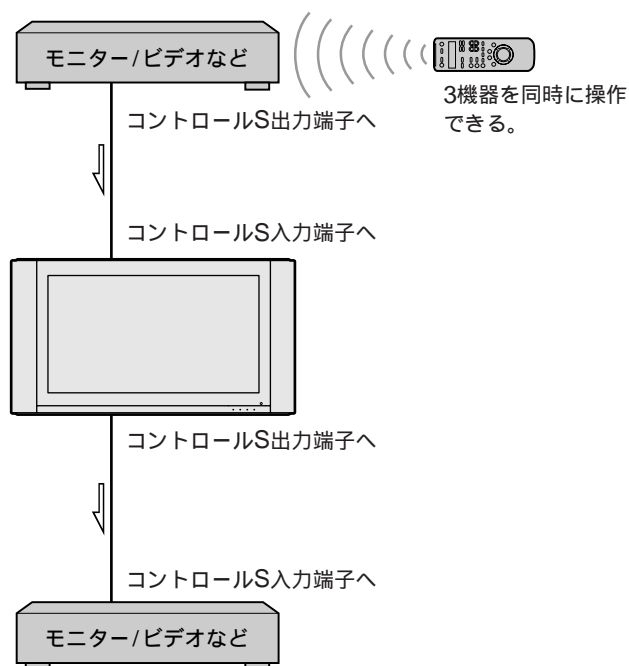 モニター/ビデオなど
3機器を同時に操作
できる。
コントロールS出力端子へ
コントロールS入力端子へ
コントロールS出力端子へ
コントロールS入力端子へ
モニター/ビデオなど